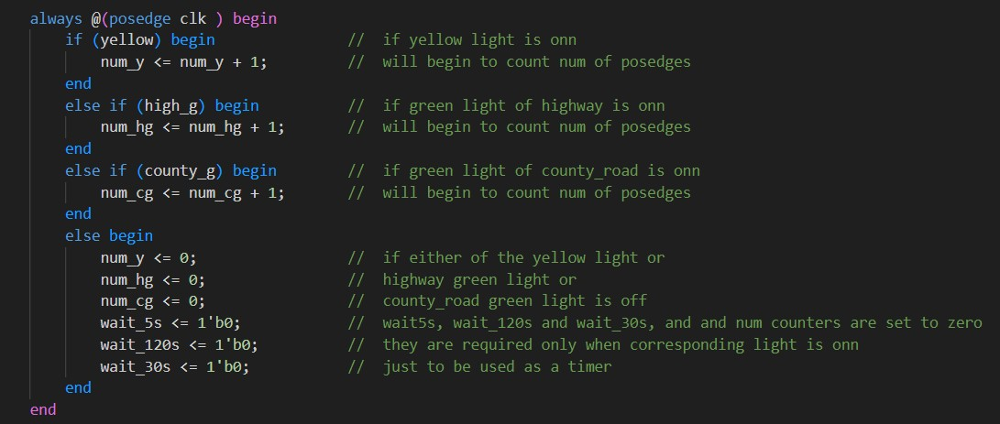 always @(posedge clk ) begin
if (yellow) begin // if yellow light is onn
num_y <= num_y + 1; // will begin to count num of posedges
end
else if (high_g) begin // if green light of highway is onn
num_hg <= num_hg + 1; // will begin to count num of posedges
end
else if (county_g) begin // if green light of county_road is onn
num_cg <= num_cg + 1; // will begin to count num of posedges
end
else begin
num_y <= 0; // if either of the yellow light or
num_hg <= 0; // highway green light or
num_cg <= 0; // county_road green light is off
wait_5s <= 1'b0; // wait5s, wait_120s and wait_30s, and and num counters are set to zero
wait_120s <= 1'b0; // they are required only when corresponding light is onn
wait_30s <= 1'b0; // just to be used as a timer
end
end